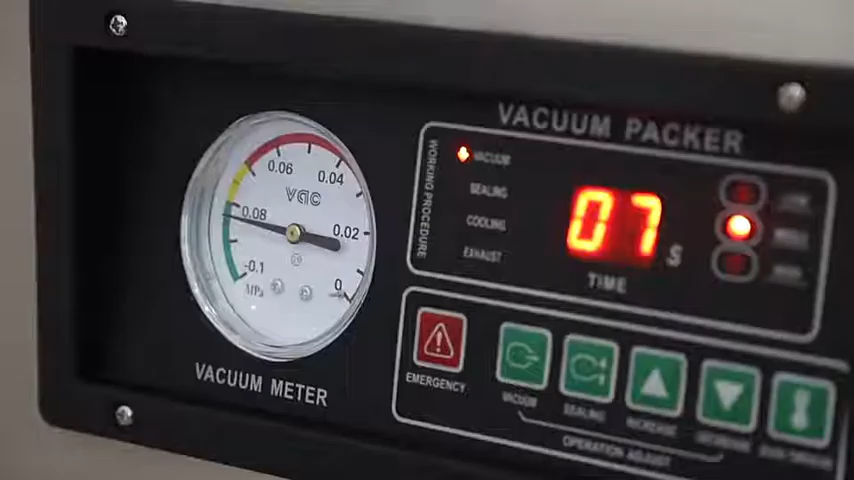 VACUUM PACKER
WORKING PROCEDURE
VACUUM
SEALING
COOLING
EXHAUST
07 S
TIME
0.06
0.04
vac
0.08
0.02
-0.1
0
MPa
VACUUM METER
EMERGENCY
VACUUM
SEALING
INCREASE
OPERATION ADJUST